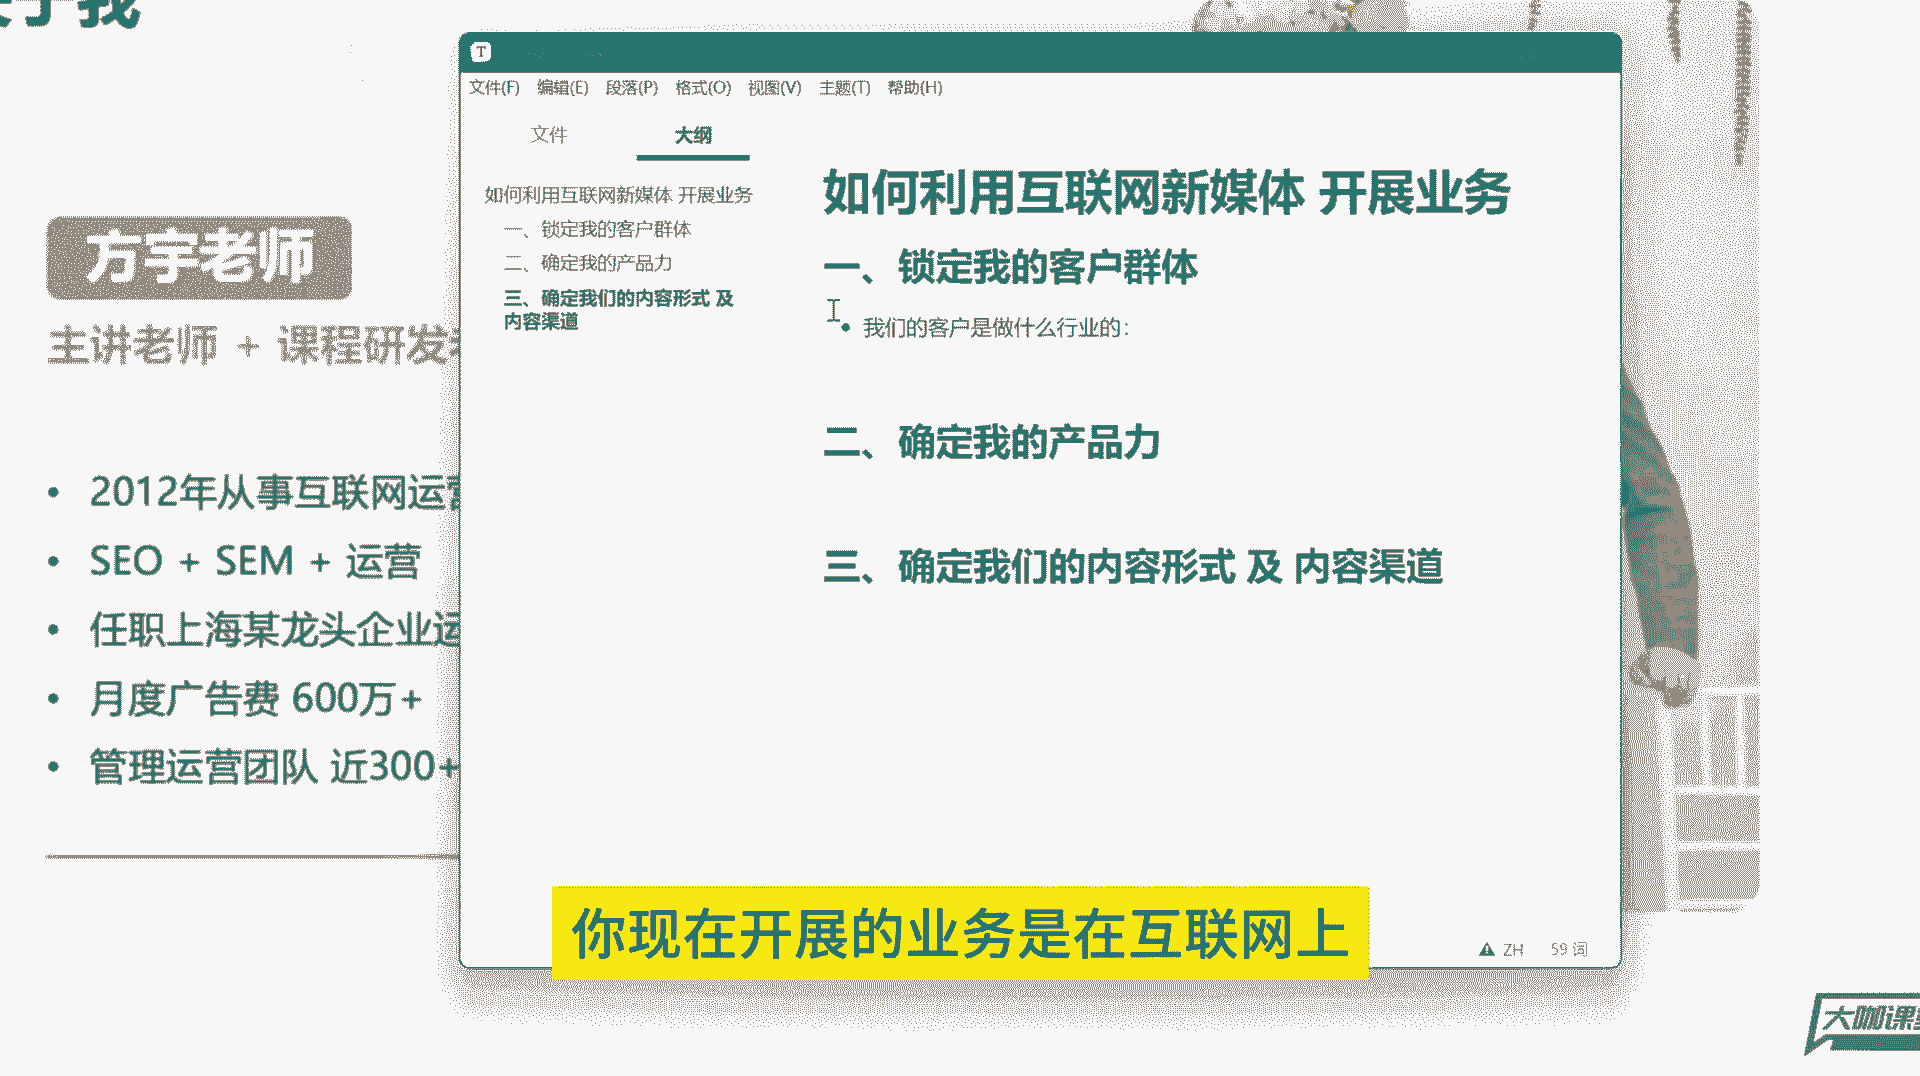 于我
方宇老师
主讲老师 + 课程研发
2012年从事互联网运
SEO + SEM + 运营
任职上海某龙头企业运
月度广告费 600万+
管理运营团队 近300+
T
文件(F) 编辑(E) 段落(P) 格式(O) 视图(V) 主题(T) 帮助(H)
文件 大纲
如何利用互联网新媒体 开展业务
一、锁定我的客户群体
二、确定我的产品力
三、确定我们的内容形式 及
内容渠道
如何利用互联网新媒体 开展业务
一、锁定我的客户群体
我们的客户是做什么行业的：
二、确定我的产品力
三、确定我们的内容形式 及 内容渠道
ZH 59 词
你现在开展的业务是在互联网上
大咖课